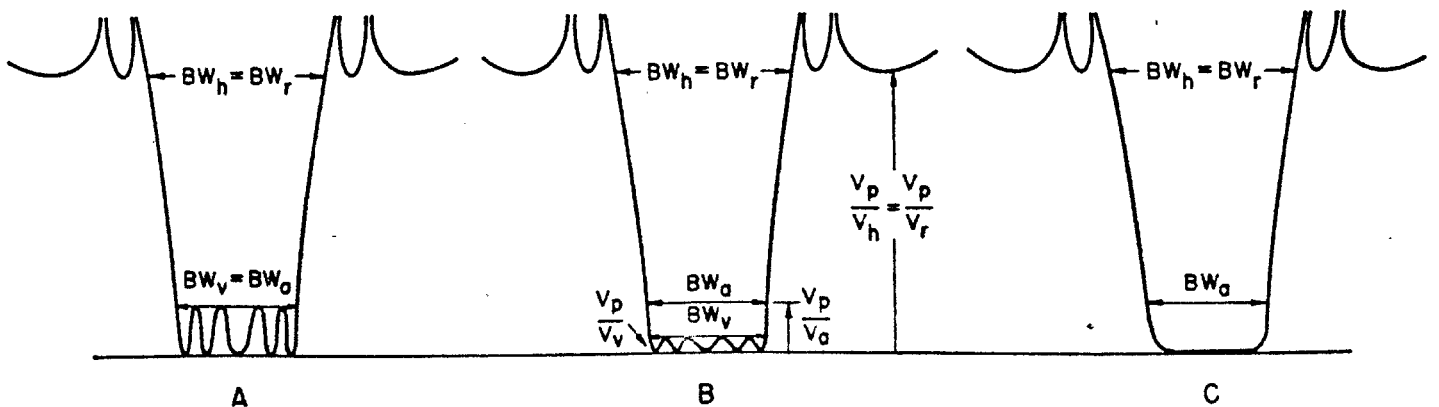 BWh = BWr
BWv = BWa
A
BWh = BWr
Vp/Vh = Vp/Vr
BWa
BWv
Vp/Vv
Vp/Va
B
BWh = BWr
BWa
C